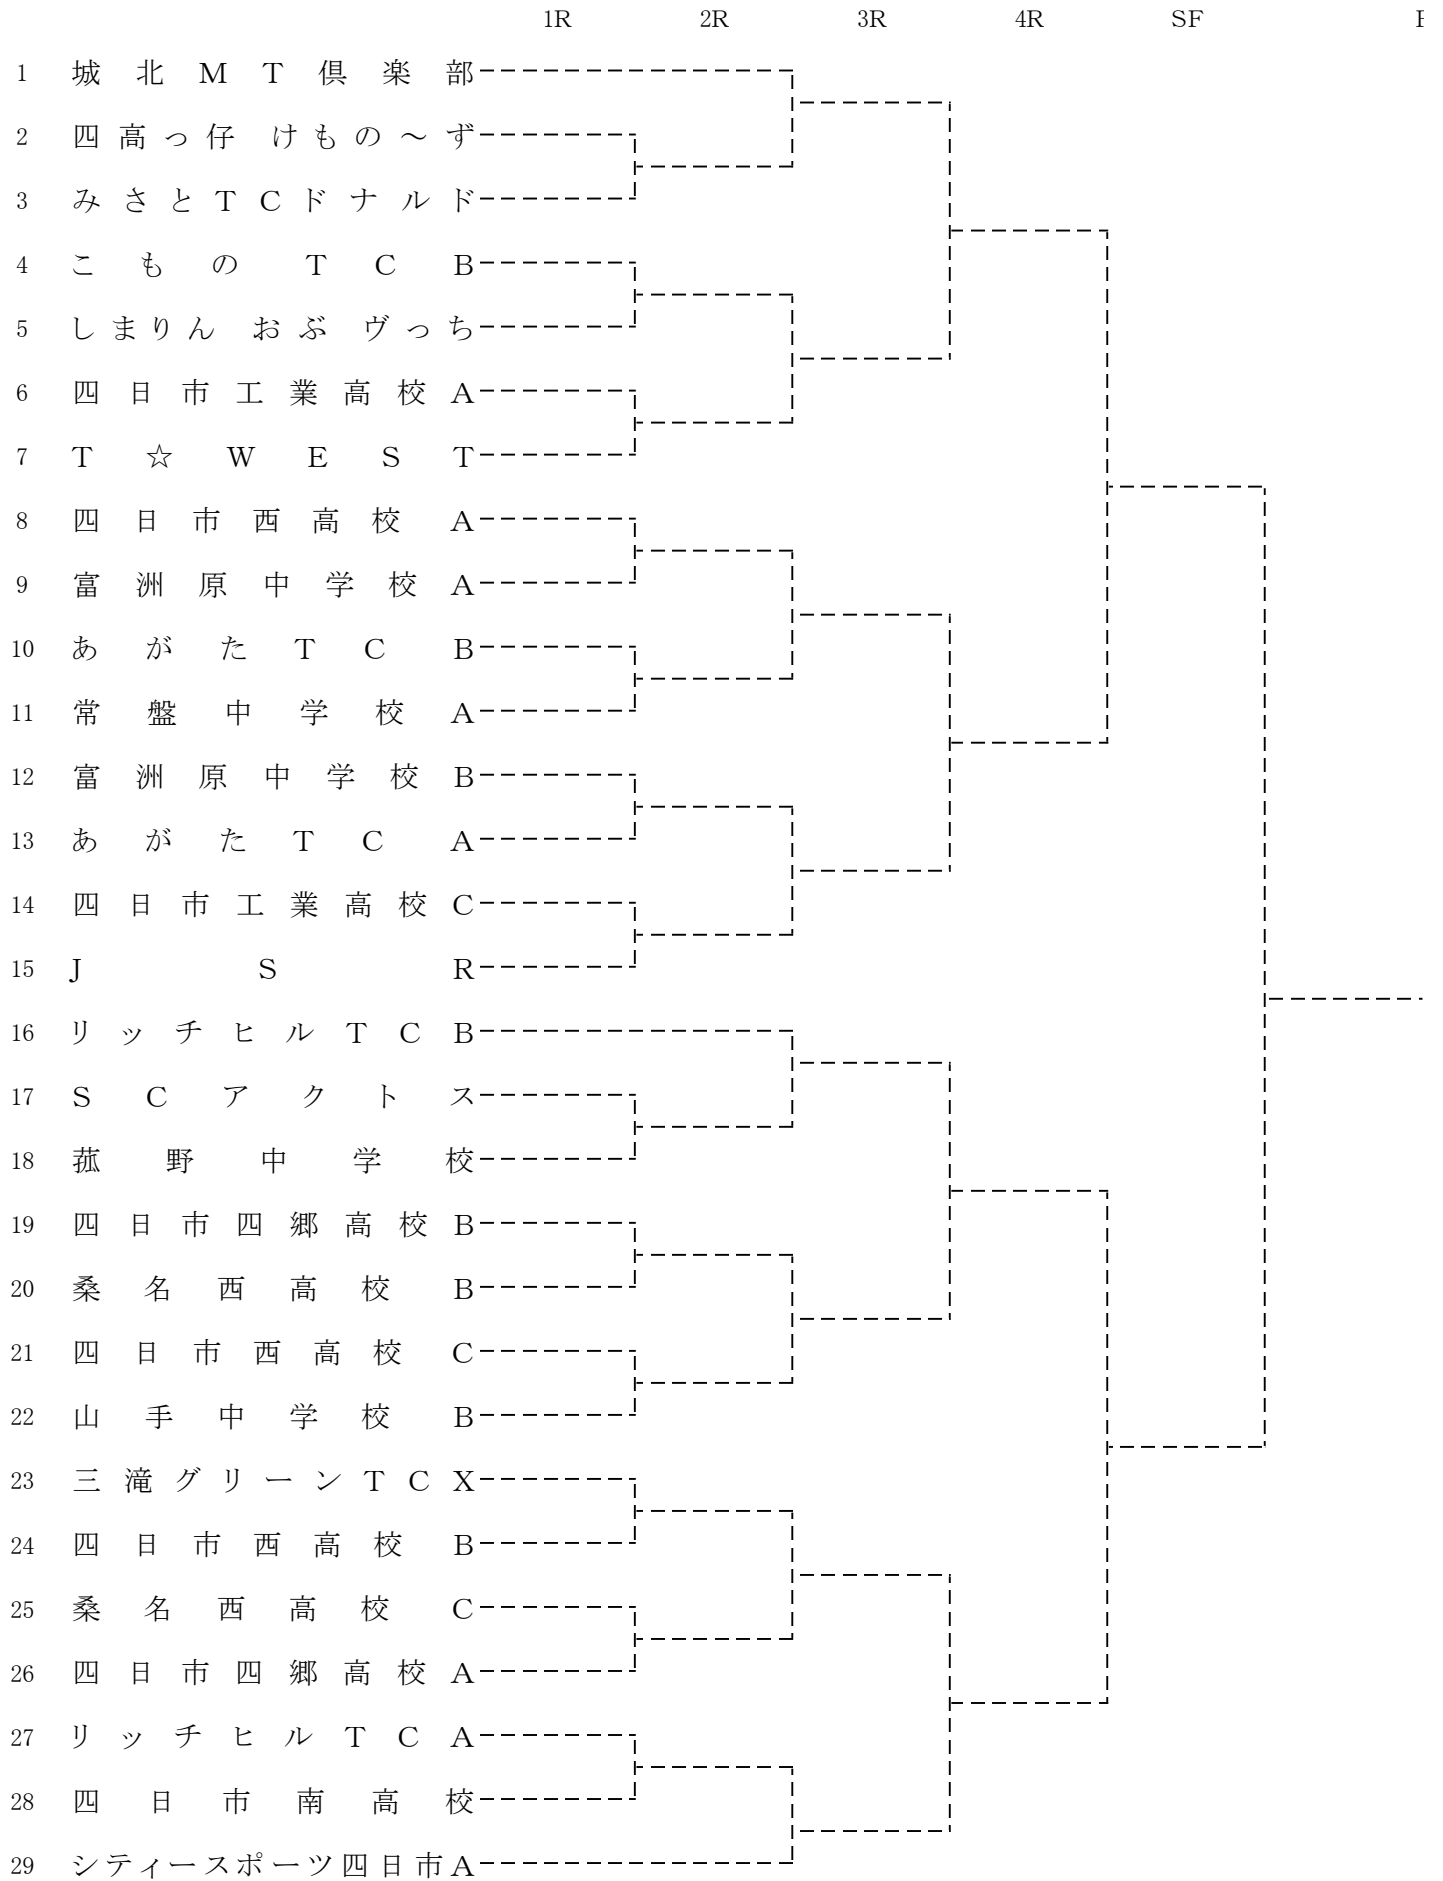 1R 2R 3R 4R SF
1 城北MT倶楽部
2 四高っ仔 けもの～ず
3 みさとTCドナルド
4 こものTC B
5 しまりん おぶ ヴっち
6 四日市工業高校A
7 T☆WEST
8 四日市西高校 A
9 富洲原中学校A
10 あがたTC B
11 常盤中学校A
12 富洲原中学校B
13 あがたTC A
14 四日市工業高校C
15 JSR
16 リッチヒルTCB
17 SCアクトス
18 菰野中学校
19 四日市四郷高校B
20 桑名西高校 B
21 四日市西高校 C
22 山手中学校 B
23 三滝グリーンTCX
24 四日市西高校 B
25 桑名西高校 C
26 四日市四郷高校A
27 リッチヒルTCA
28 四日市南高校
29 シティースポーツ四日市A